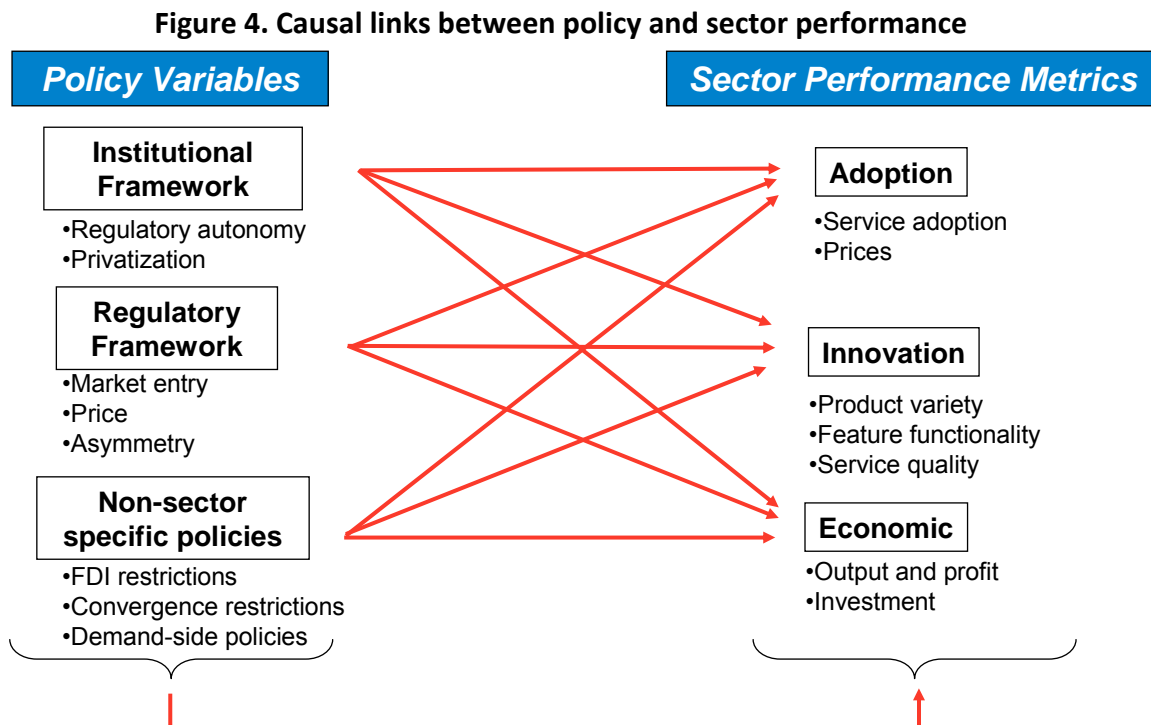 Figure 4. Causal links between policy and sector performance
Policy Variables
Institutional
Framework
•Regulatory autonomy
•Privatization
Regulatory
Framework
•Market entry
•Price
•Asymmetry
Non-sector
specific policies
•FDI restrictions
•Convergence restrictions
•Demand-side policies
Sector Performance Metrics
Adoption
•Service adoption
•Prices
Innovation
•Product variety
•Feature functionality
•Service quality
Economic
•Output and profit
•Investment